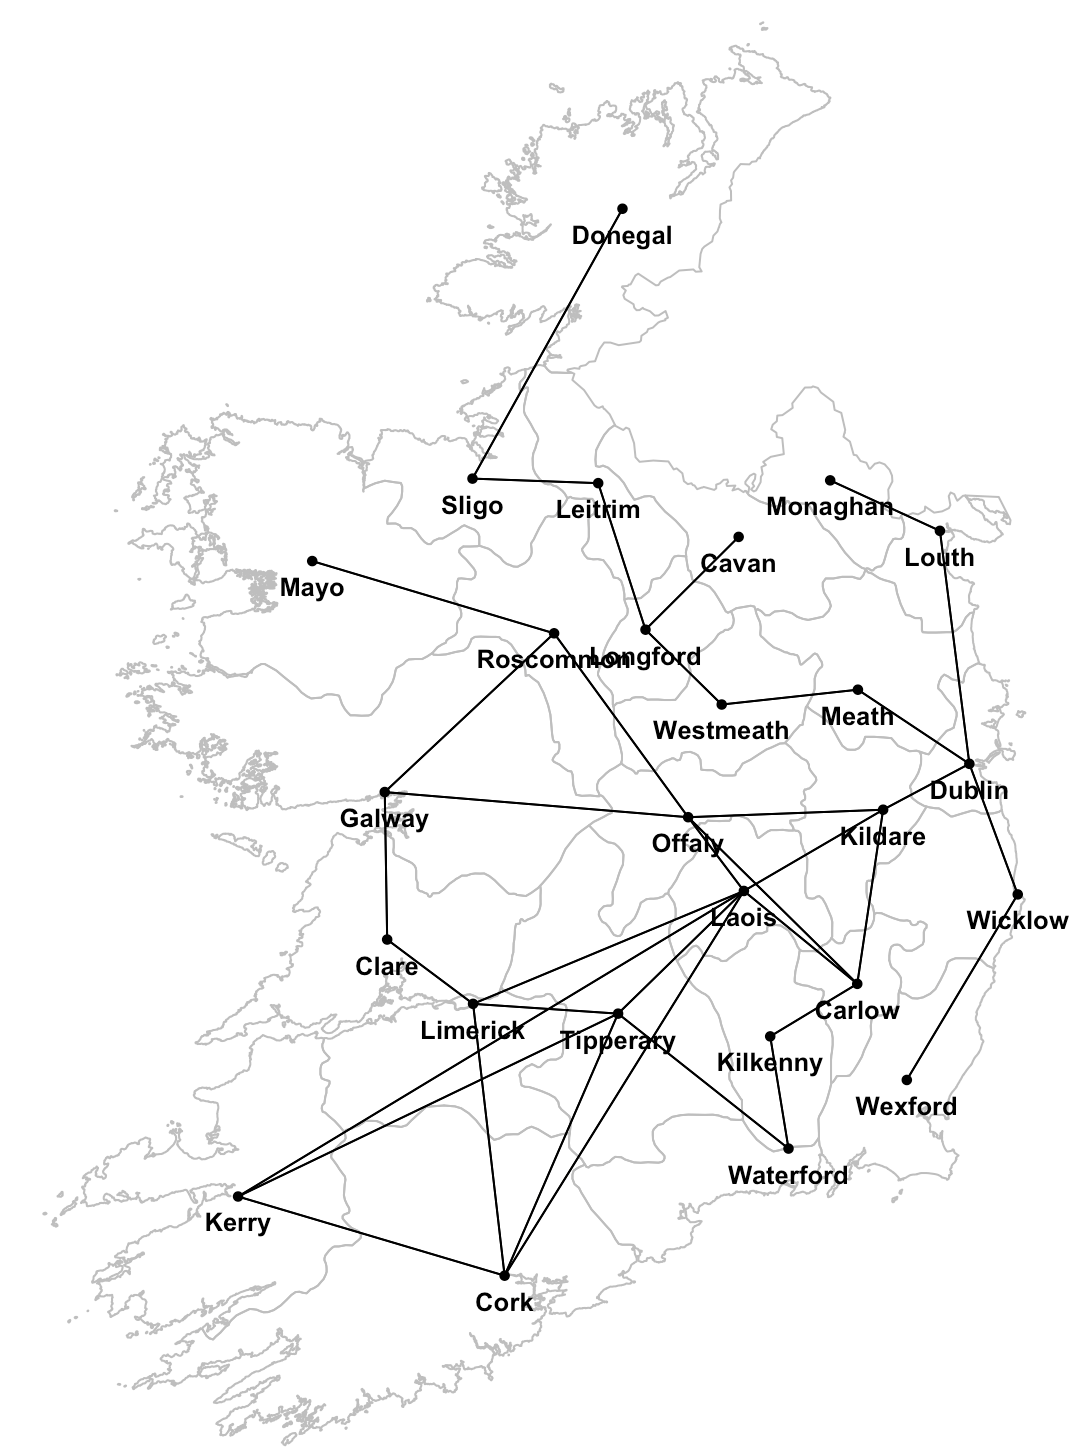 Donegal
Sligo
Leitrim
Monaghan
Louth
Cavan
Mayo
Roscommon
Longford
Westmeath
Meath
Dublin
Galway
Offaly
Kildare
Laois
Wicklow
Clare
Carlow
Limerick
Tipperary
Kilkenny
Wexford
Waterford
Kerry
Cork